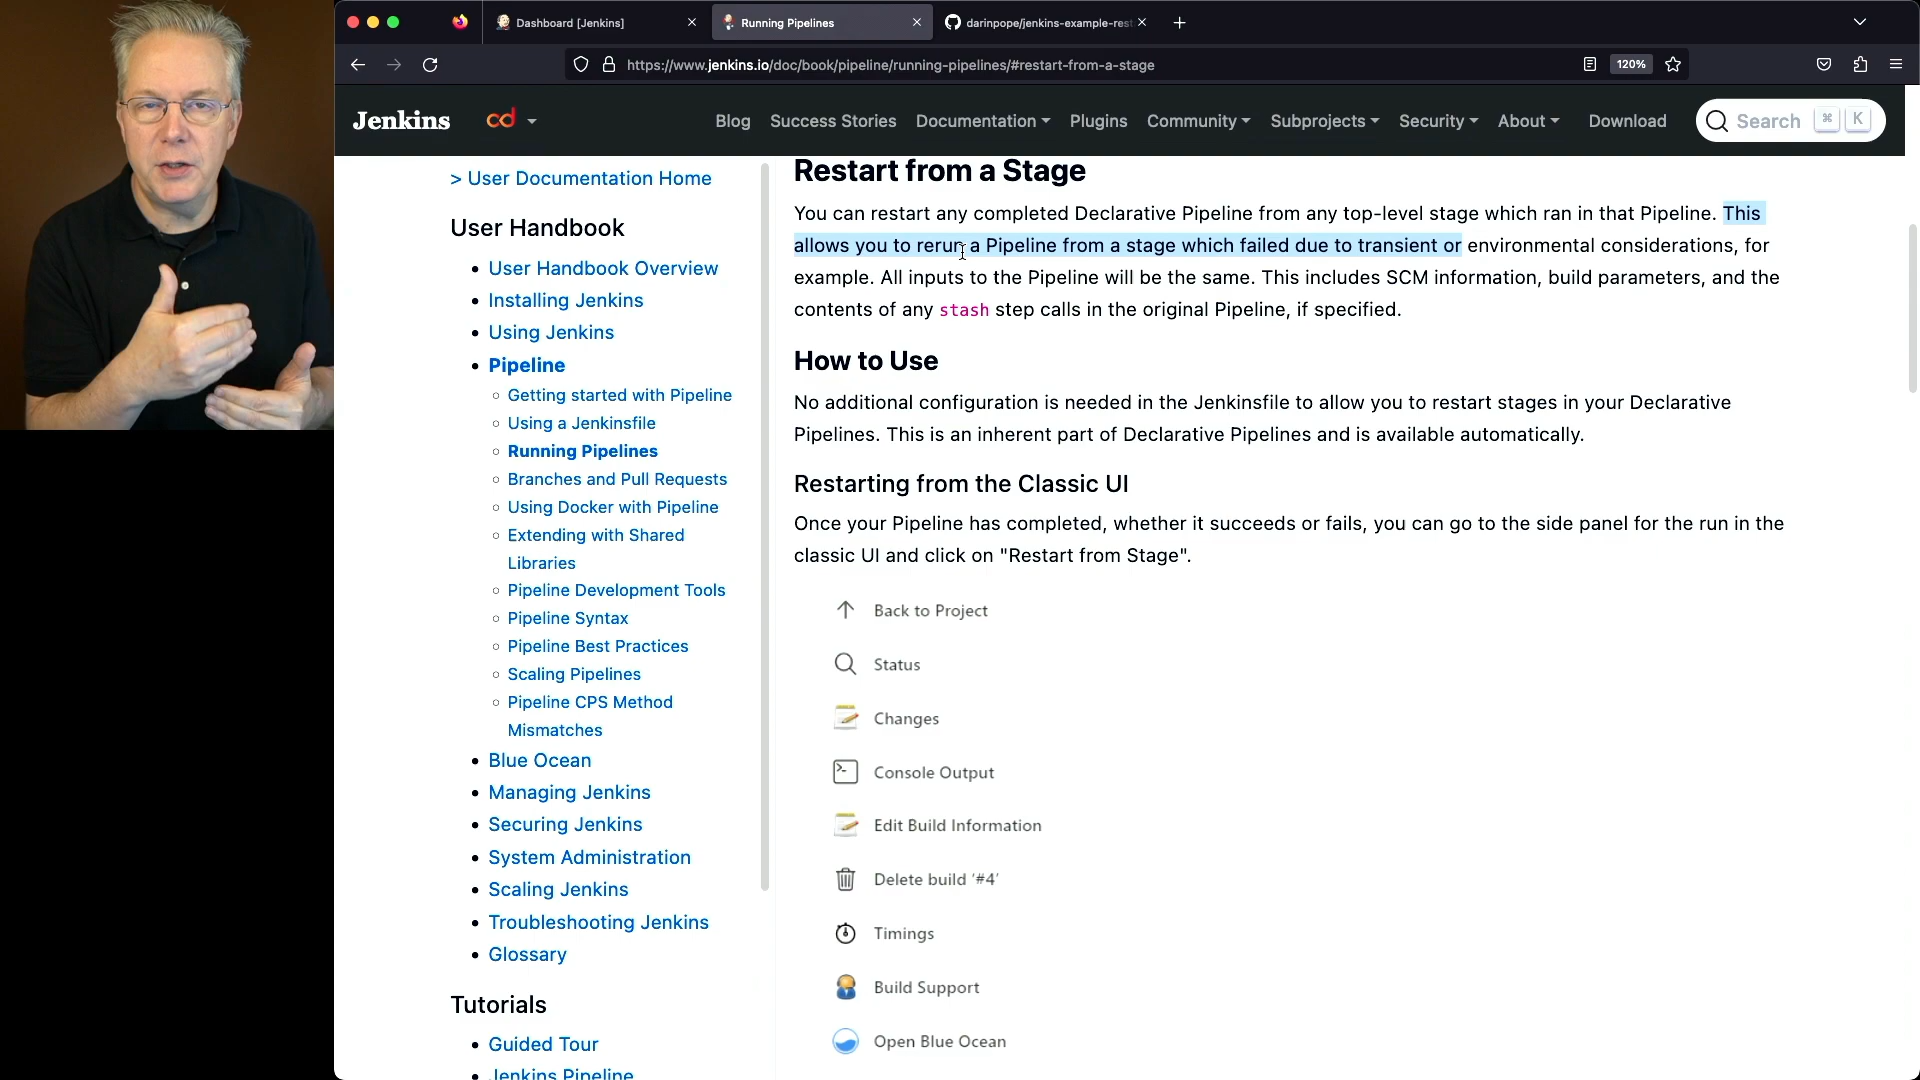 Dashboard [Jenkins]
Running Pipelines
darinpope/jenkins-example-rest
https://www.jenkins.io/doc/book/pipeline/running-pipelines/#restart-from-a-stage
120%
Jenkins
cd
Blog
Success Stories
Documentation
Plugins
Community
Subprojects
Security
About
Download
Search
⌘ K
> User Documentation Home
User Handbook
User Handbook Overview
Installing Jenkins
Using Jenkins
Pipeline
Getting started with Pipeline
Using a Jenkinsfile
Running Pipelines
Branches and Pull Requests
Using Docker with Pipeline
Extending with Shared
Libraries
Pipeline Development Tools
Pipeline Syntax
Pipeline Best Practices
Scaling Pipelines
Pipeline CPS Method
Mismatches
Blue Ocean
Managing Jenkins
Securing Jenkins
System Administration
Scaling Jenkins
Troubleshooting Jenkins
Glossary
Tutorials
Guided Tour
Jenkins Pipeline
Restart from a Stage
You can restart any completed Declarative Pipeline from any top-level stage which ran in that Pipeline. This
allows you to rerun a Pipeline from a stage which failed due to transient or environmental considerations, for
example. All inputs to the Pipeline will be the same. This includes SCM information, build parameters, and the
contents of any stash step calls in the original Pipeline, if specified.
How to Use
No additional configuration is needed in the Jenkinsfile to allow you to restart stages in your Declarative
Pipelines. This is an inherent part of Declarative Pipelines and is available automatically.
Restarting from the Classic UI
Once your Pipeline has completed, whether it succeeds or fails, you can go to the side panel for the run in the
classic UI and click on "Restart from Stage".
Back to Project
Status
Changes
Console Output
Edit Build Information
Delete build '#4'
Timings
Build Support
Open Blue Ocean